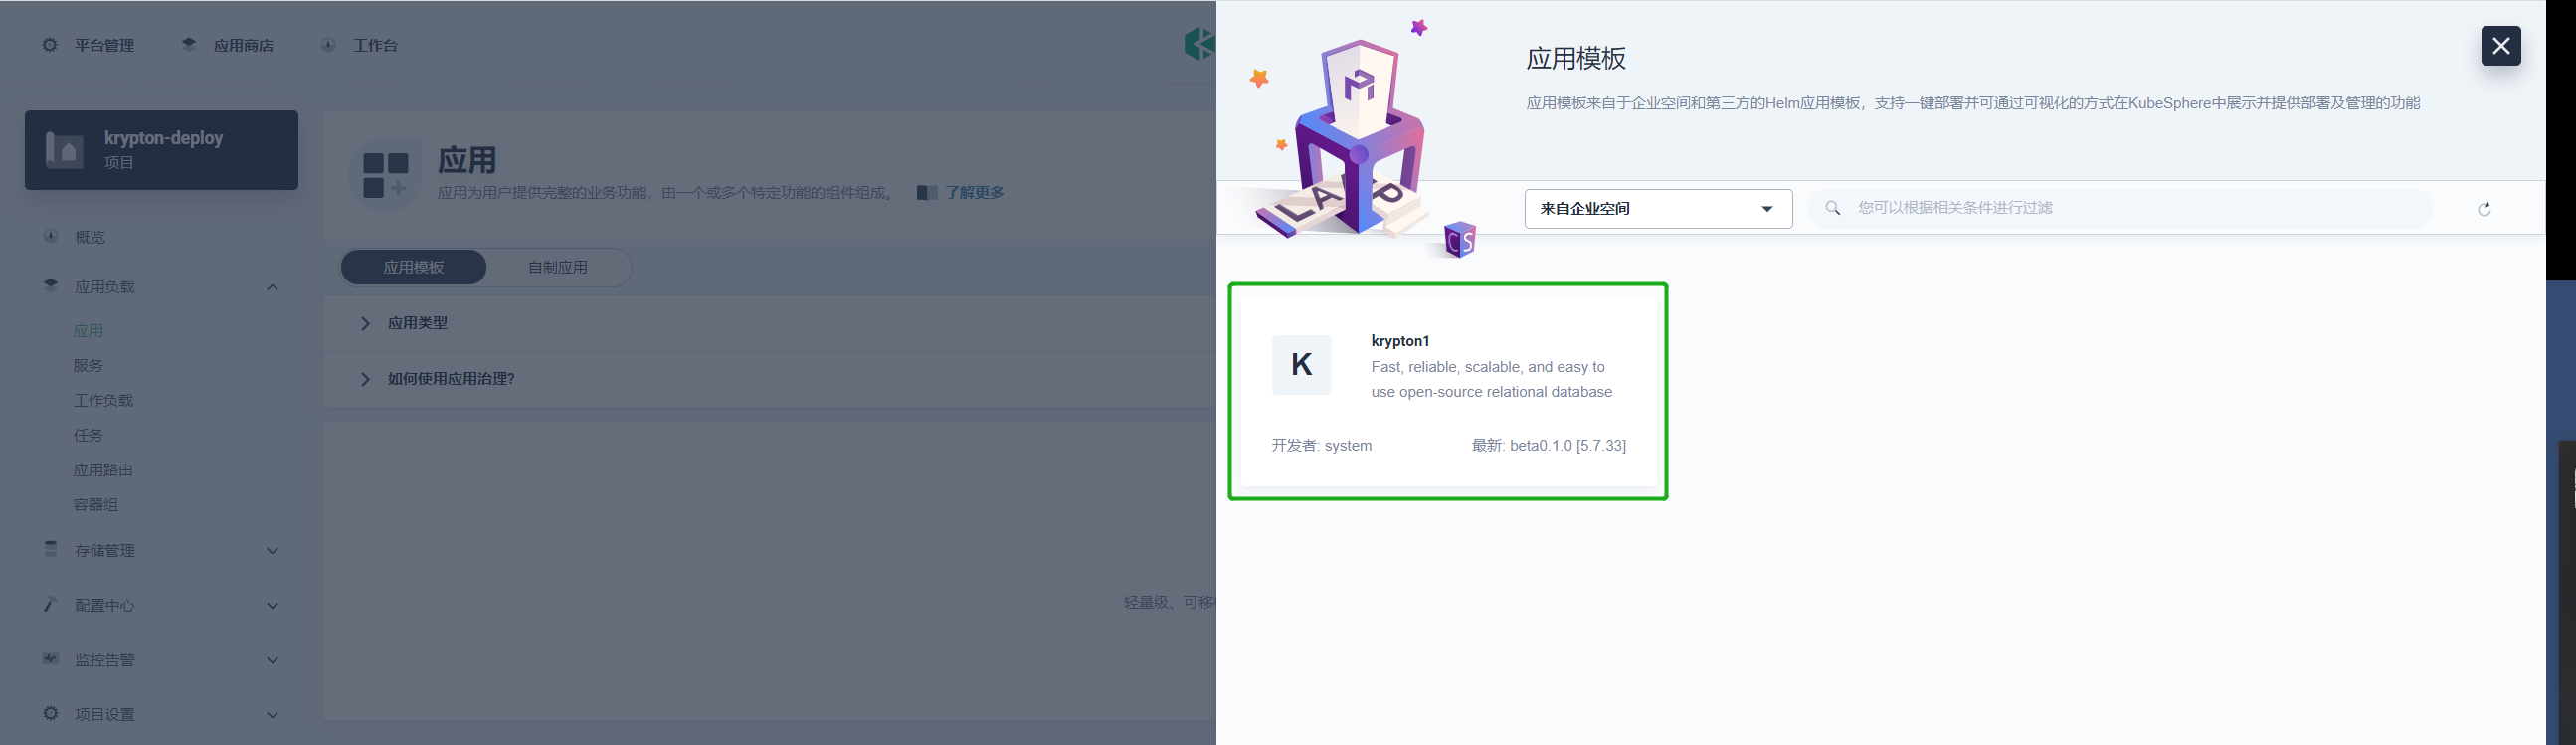 平台管理
应用商店
工作台
krypton-deploy
项目
概览
应用负载
应用
服务
工作负载
任务
应用路由
容器组
存储管理
配置中心
监控告警
项目设置
应用
应用为用户提供完整的业务功能，由一个或多个特定功能的组件组成。 了解更多
应用模板
自制应用
应用类型
如何使用应用治理?
轻量级、可移
应用模板
应用模板来自于企业空间和第三方的Helm应用模板，支持一键部署并可通过可视化的方式在KubeSphere中展示并提供部署及管理的功能
来自企业空间
您可以根据相关条件进行过滤
K
krypton1
Fast, reliable, scalable, and easy to
use open-source relational database
开发者: system
最新: beta0.1.0 [5.7.33]